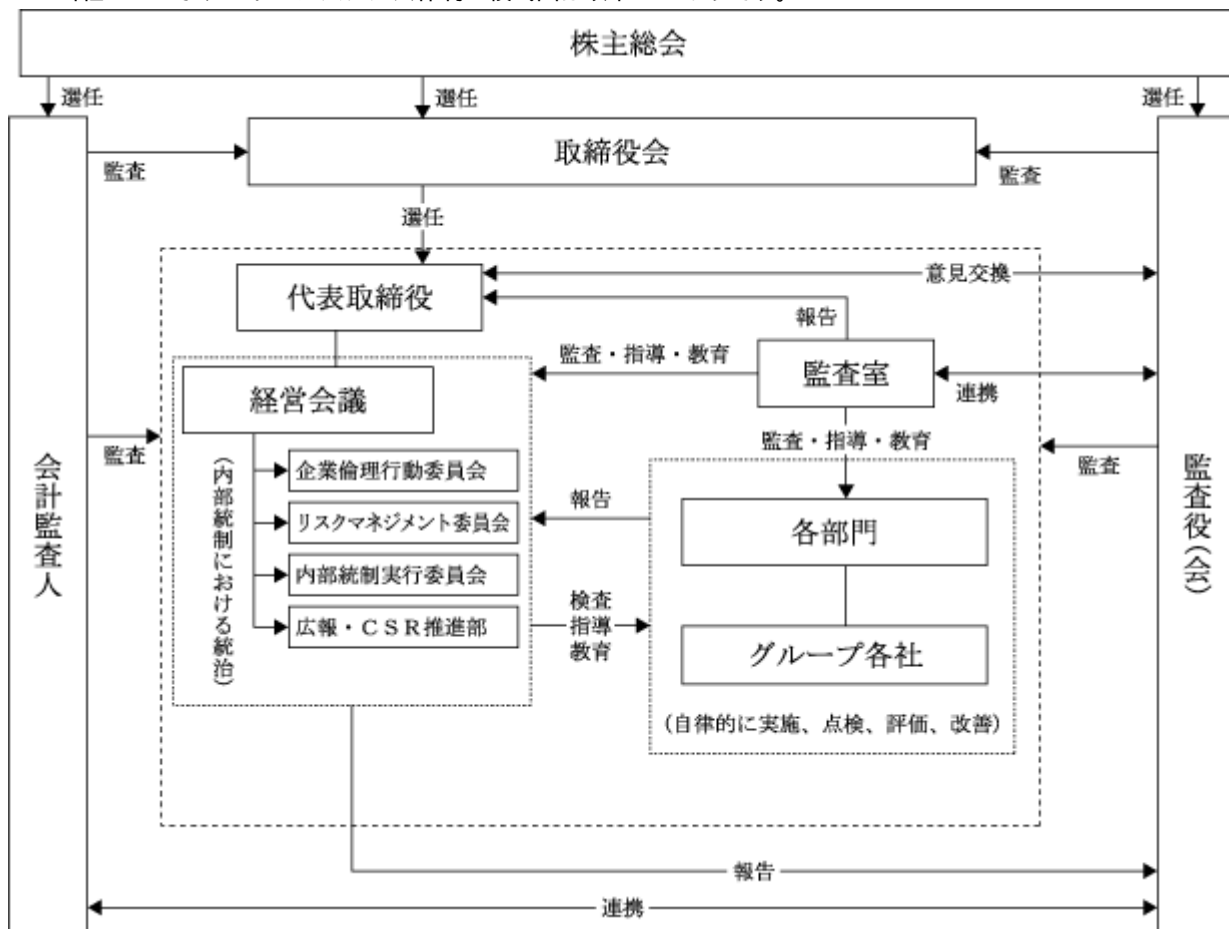 株主総会
選任
選任
選任
取締役会
監査
監査
選任
代表取締役
意見交換
報告
監査・指導・教育
監査室
経営会議
連携
監査・指導・教育
監査
監査
会計監査人
監査役(会)
(内部統制における統治)
企業倫理行動委員会
報告
リスクマネジメント委員会
各部門
内部統制実行委員会
検査
指導
教育
広報・ＣＳＲ推進部
グループ各社
(自律的に実施、点検、評価、改善)
報告
連携